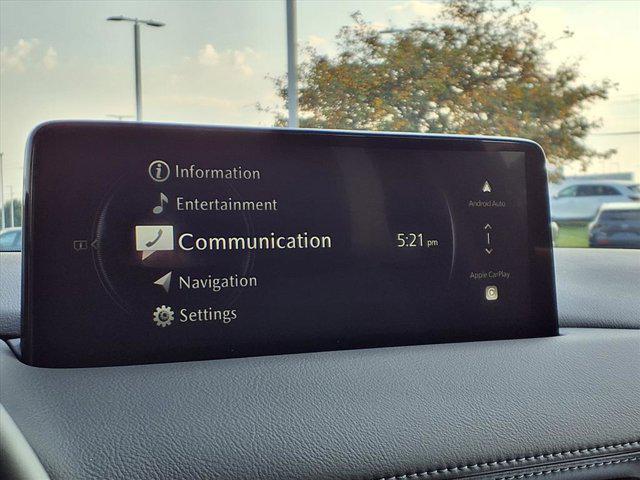 Information
Entertainment
Communication
5:21 pm
Navigation
Settings
Android Auto
Apple CarPlay